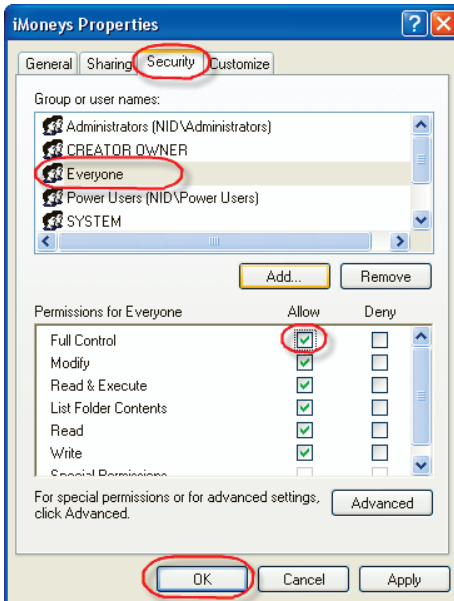 iMoneys Properties
General Sharing Security Customize
Group or user names:
Administrators (NID\Administrators)
CREATOR OWNER
Everyone
Power Users (NID\Power Users)
SYSTEM
Add... Remove
Permissions for Everyone Allow Deny
Full Control
Modify
Read & Execute
List Folder Contents
Read
Write
Special Permissions
For special permissions or for advanced settings,
click Advanced.
Advanced
OK Cancel Apply